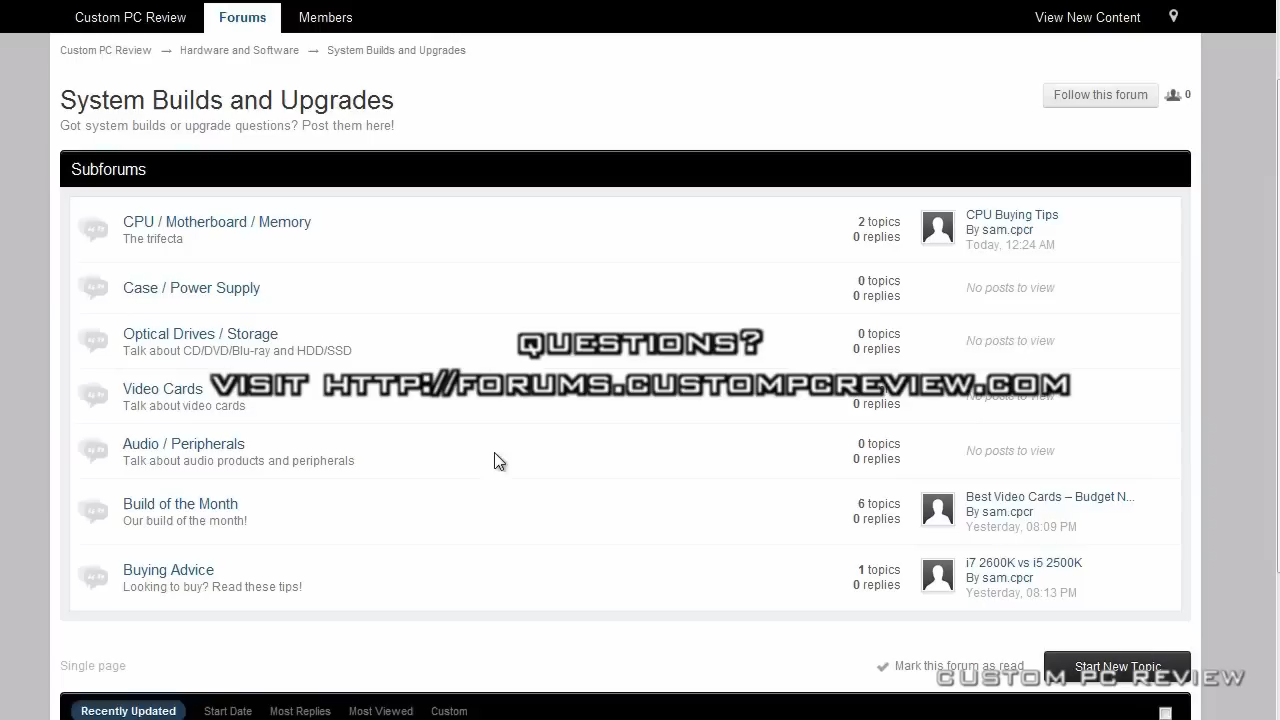 Custom PC Review Forums Members View New Content
Custom PC Review → Hardware and Software → System Builds and Upgrades
System Builds and Upgrades
Follow this forum 0
Got system builds or upgrade questions? Post them here!
Subforums
CPU / Motherboard / Memory
The trifecta
2 topics
0 replies
CPU Buying Tips
By sam.cpcr
Today, 12:24 AM
Case / Power Supply
0 topics
0 replies
No posts to view
Optical Drives / Storage
Talk about CD/DVD/Blu-ray and HDD/SSD
0 topics
0 replies
No posts to view
QUESTIONS?
VISIT HTTP://FORUMS.CUSTOMPCREVIEW.COM
Video Cards
Talk about video cards
0 replies
No posts to view
Audio / Peripherals
Talk about audio products and peripherals
0 topics
0 replies
No posts to view
Build of the Month
Our build of the month!
6 topics
0 replies
Best Video Cards – Budget N...
By sam.cpcr
Yesterday, 08:09 PM
Buying Advice
Looking to buy? Read these tips!
1 topics
0 replies
i7 2600K vs i5 2500K
By sam.cpcr
Yesterday, 08:13 PM
Single page
Mark this forum as read
Start New Topic
CUSTOM PC REVIEW
Recently Updated Start Date Most Replies Most Viewed Custom